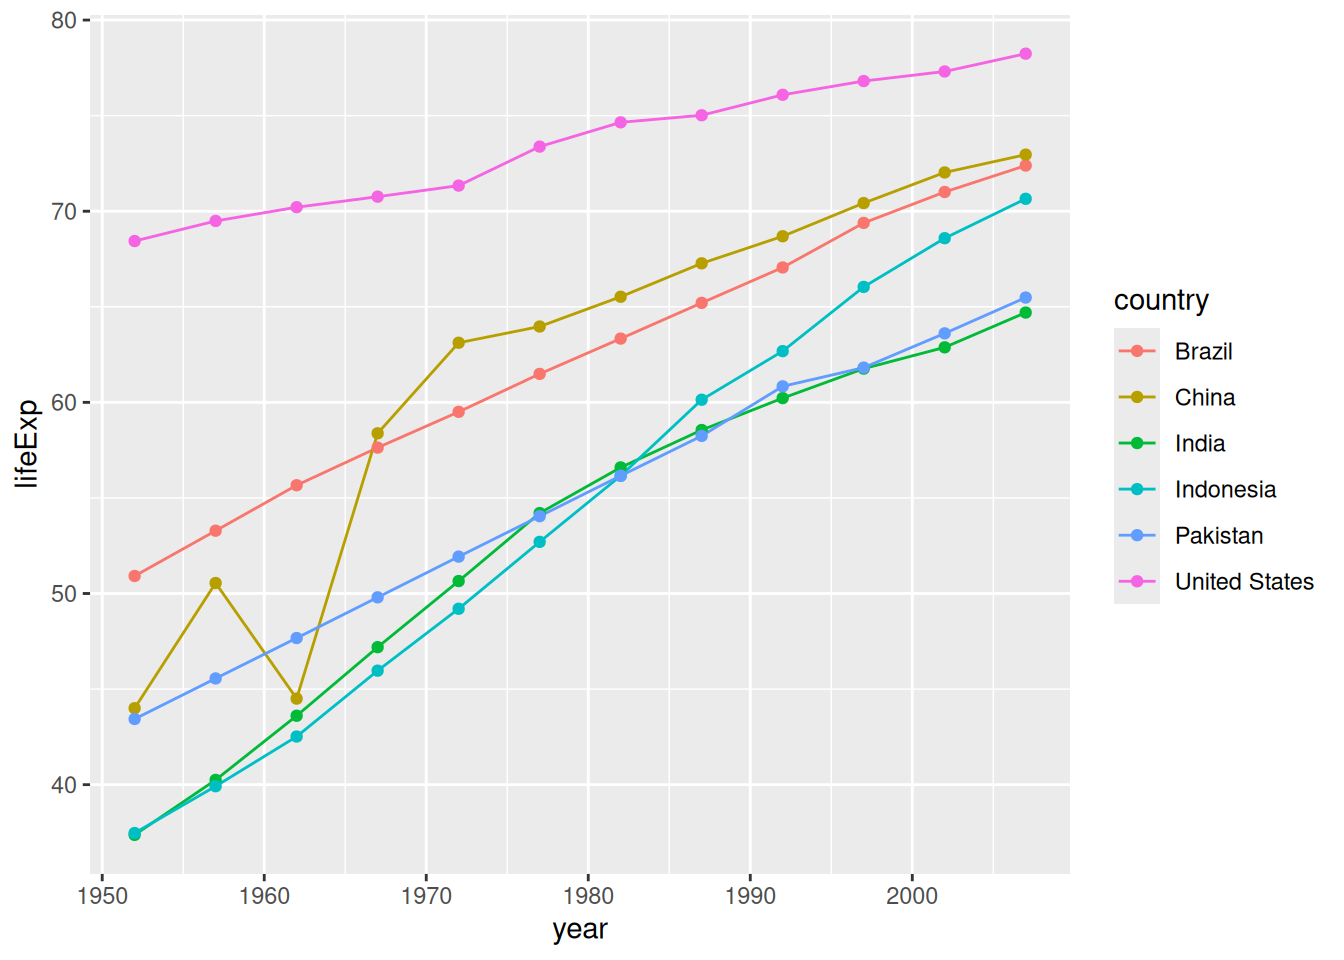 80
70
60
50
40
lifeExp
1950 1960 1970 1980 1990 2000
year
country
Brazil
China
India
Indonesia
Pakistan
United States